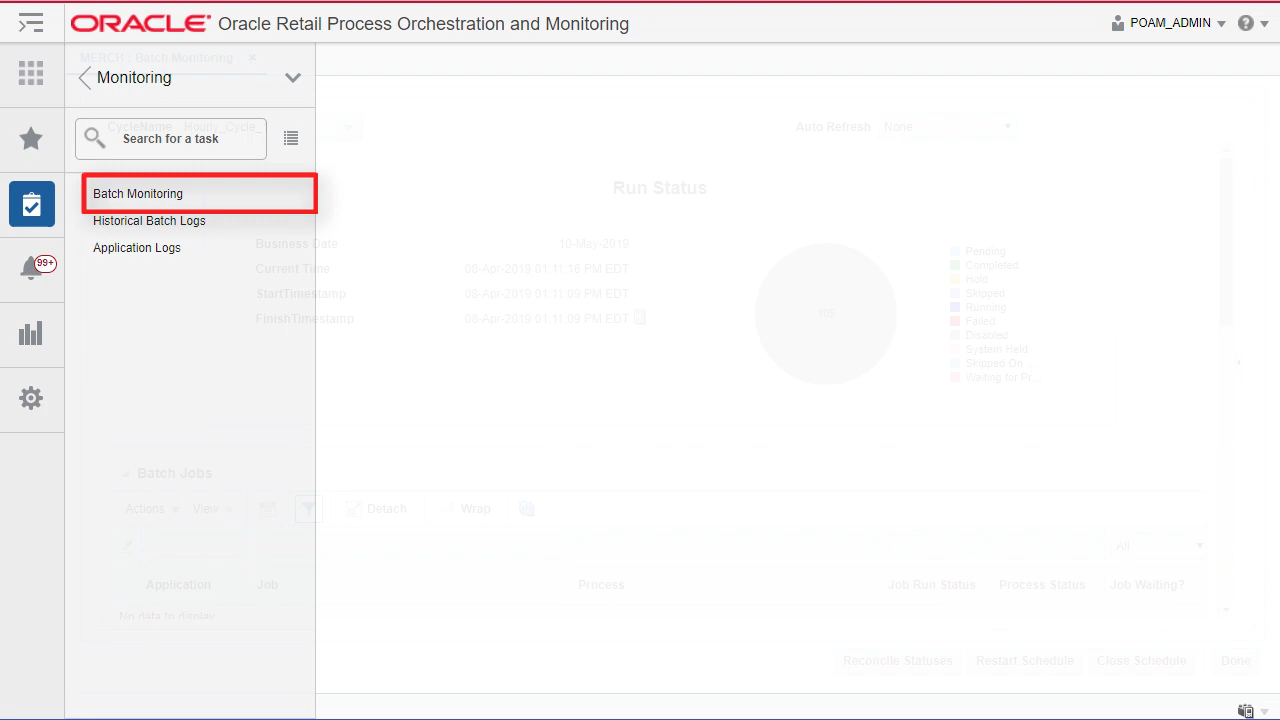 ORACLE® Oracle Retail Process Orchestration and Monitoring
POAM_ADMIN
?
MERCH : Batch Monitoring ×
Monitoring
CycleName Hourly_Cycle_
Search for a task
Auto Refresh None
99+
Batch Monitoring
Historical Batch Logs
Application Logs
Run Status
Business Date 10-May-2019
Current Time 08-Apr-2019 01:11:16 PM EDT
StartTimestamp 08-Apr-2019 01:11:09 PM EDT
FinishTimestamp 08-Apr-2019 01:11:09 PM EDT
105
Pending
Completed
Hold
Skipped
Running
Failed
Disabled
System Held
Skipped On...
Waiting for Pr...
Batch Jobs
Actions View Detach Wrap
All
Application Job Process Job Run Status Process Status Job Waiting?
No data to display
Reconcile Statuses Restart Schedule Close Schedule Done